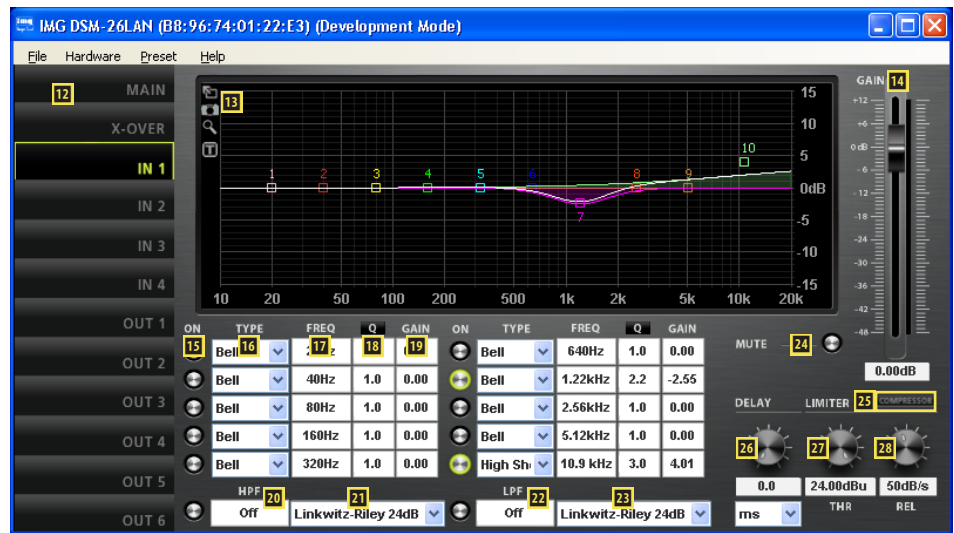 IMG DSM-26LAN (B8:96:74:01:22:E3) (Development Mode)
File Hardware Preset Help
12 MAIN
X-OVER
IN 1
IN 2
IN 3
IN 4
OUT 1
OUT 2
OUT 3
OUT 4
OUT 5
OUT 6
13
T
15
10
5
0dB
-5
-10
-15
1 2 3 4 5 6 7 8 9 10
10 20 50 100 200 500 1k 2k 5k 10k 20k
GAIN 14
+12
+6
0 dB
-6
-12
-18
-24
-30
-36
-42
-48
0.00dB
ON TYPE FREQ Q GAIN ON TYPE FREQ Q GAIN
15 Bell 16 17 18 19 Bell 640Hz 1.0 0.00
Bell 40Hz 1.0 0.00 Bell 1.22kHz 2.2 -2.55
Bell 80Hz 1.0 0.00 Bell 2.56kHz 1.0 0.00
Bell 160Hz 1.0 0.00 Bell 5.12kHz 1.0 0.00
Bell 320Hz 1.0 0.00 High Sh 10.9 kHz 3.0 4.01
HPF 20 21 LPF 22 23
Off Linkwitz-Riley 24dB Off Linkwitz-Riley 24dB
MUTE 24
DELAY LIMITER 25 COMPRESSOR
26 27 28
0.0 24.00dBu 50dB/s
ms THR REL